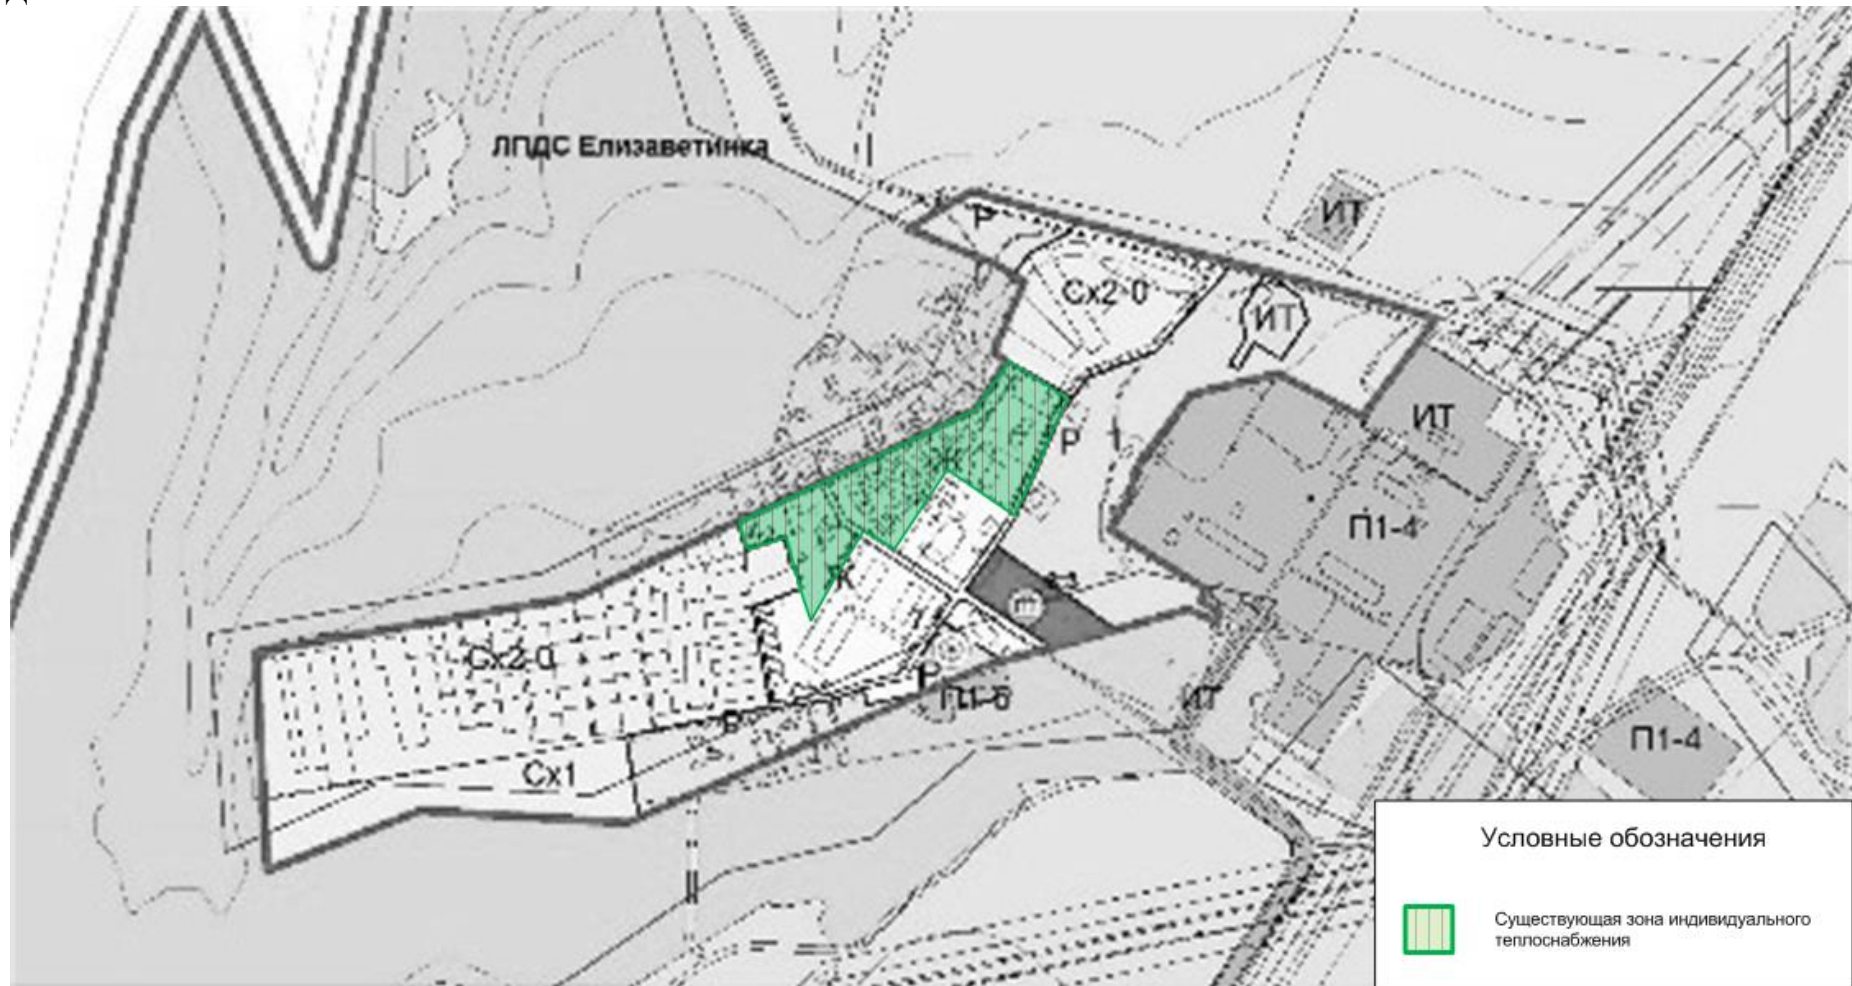 ЛПДС Елизаветинка
ИТ
Р
Сх2-0
ИТ
ИТ
Р
П1-4
Ж
m
Сх2-0
Р
П1-6
ИТ
П1-4
Сх1
Условные обозначения
Существующая зона индивидуального
теплоснабжения